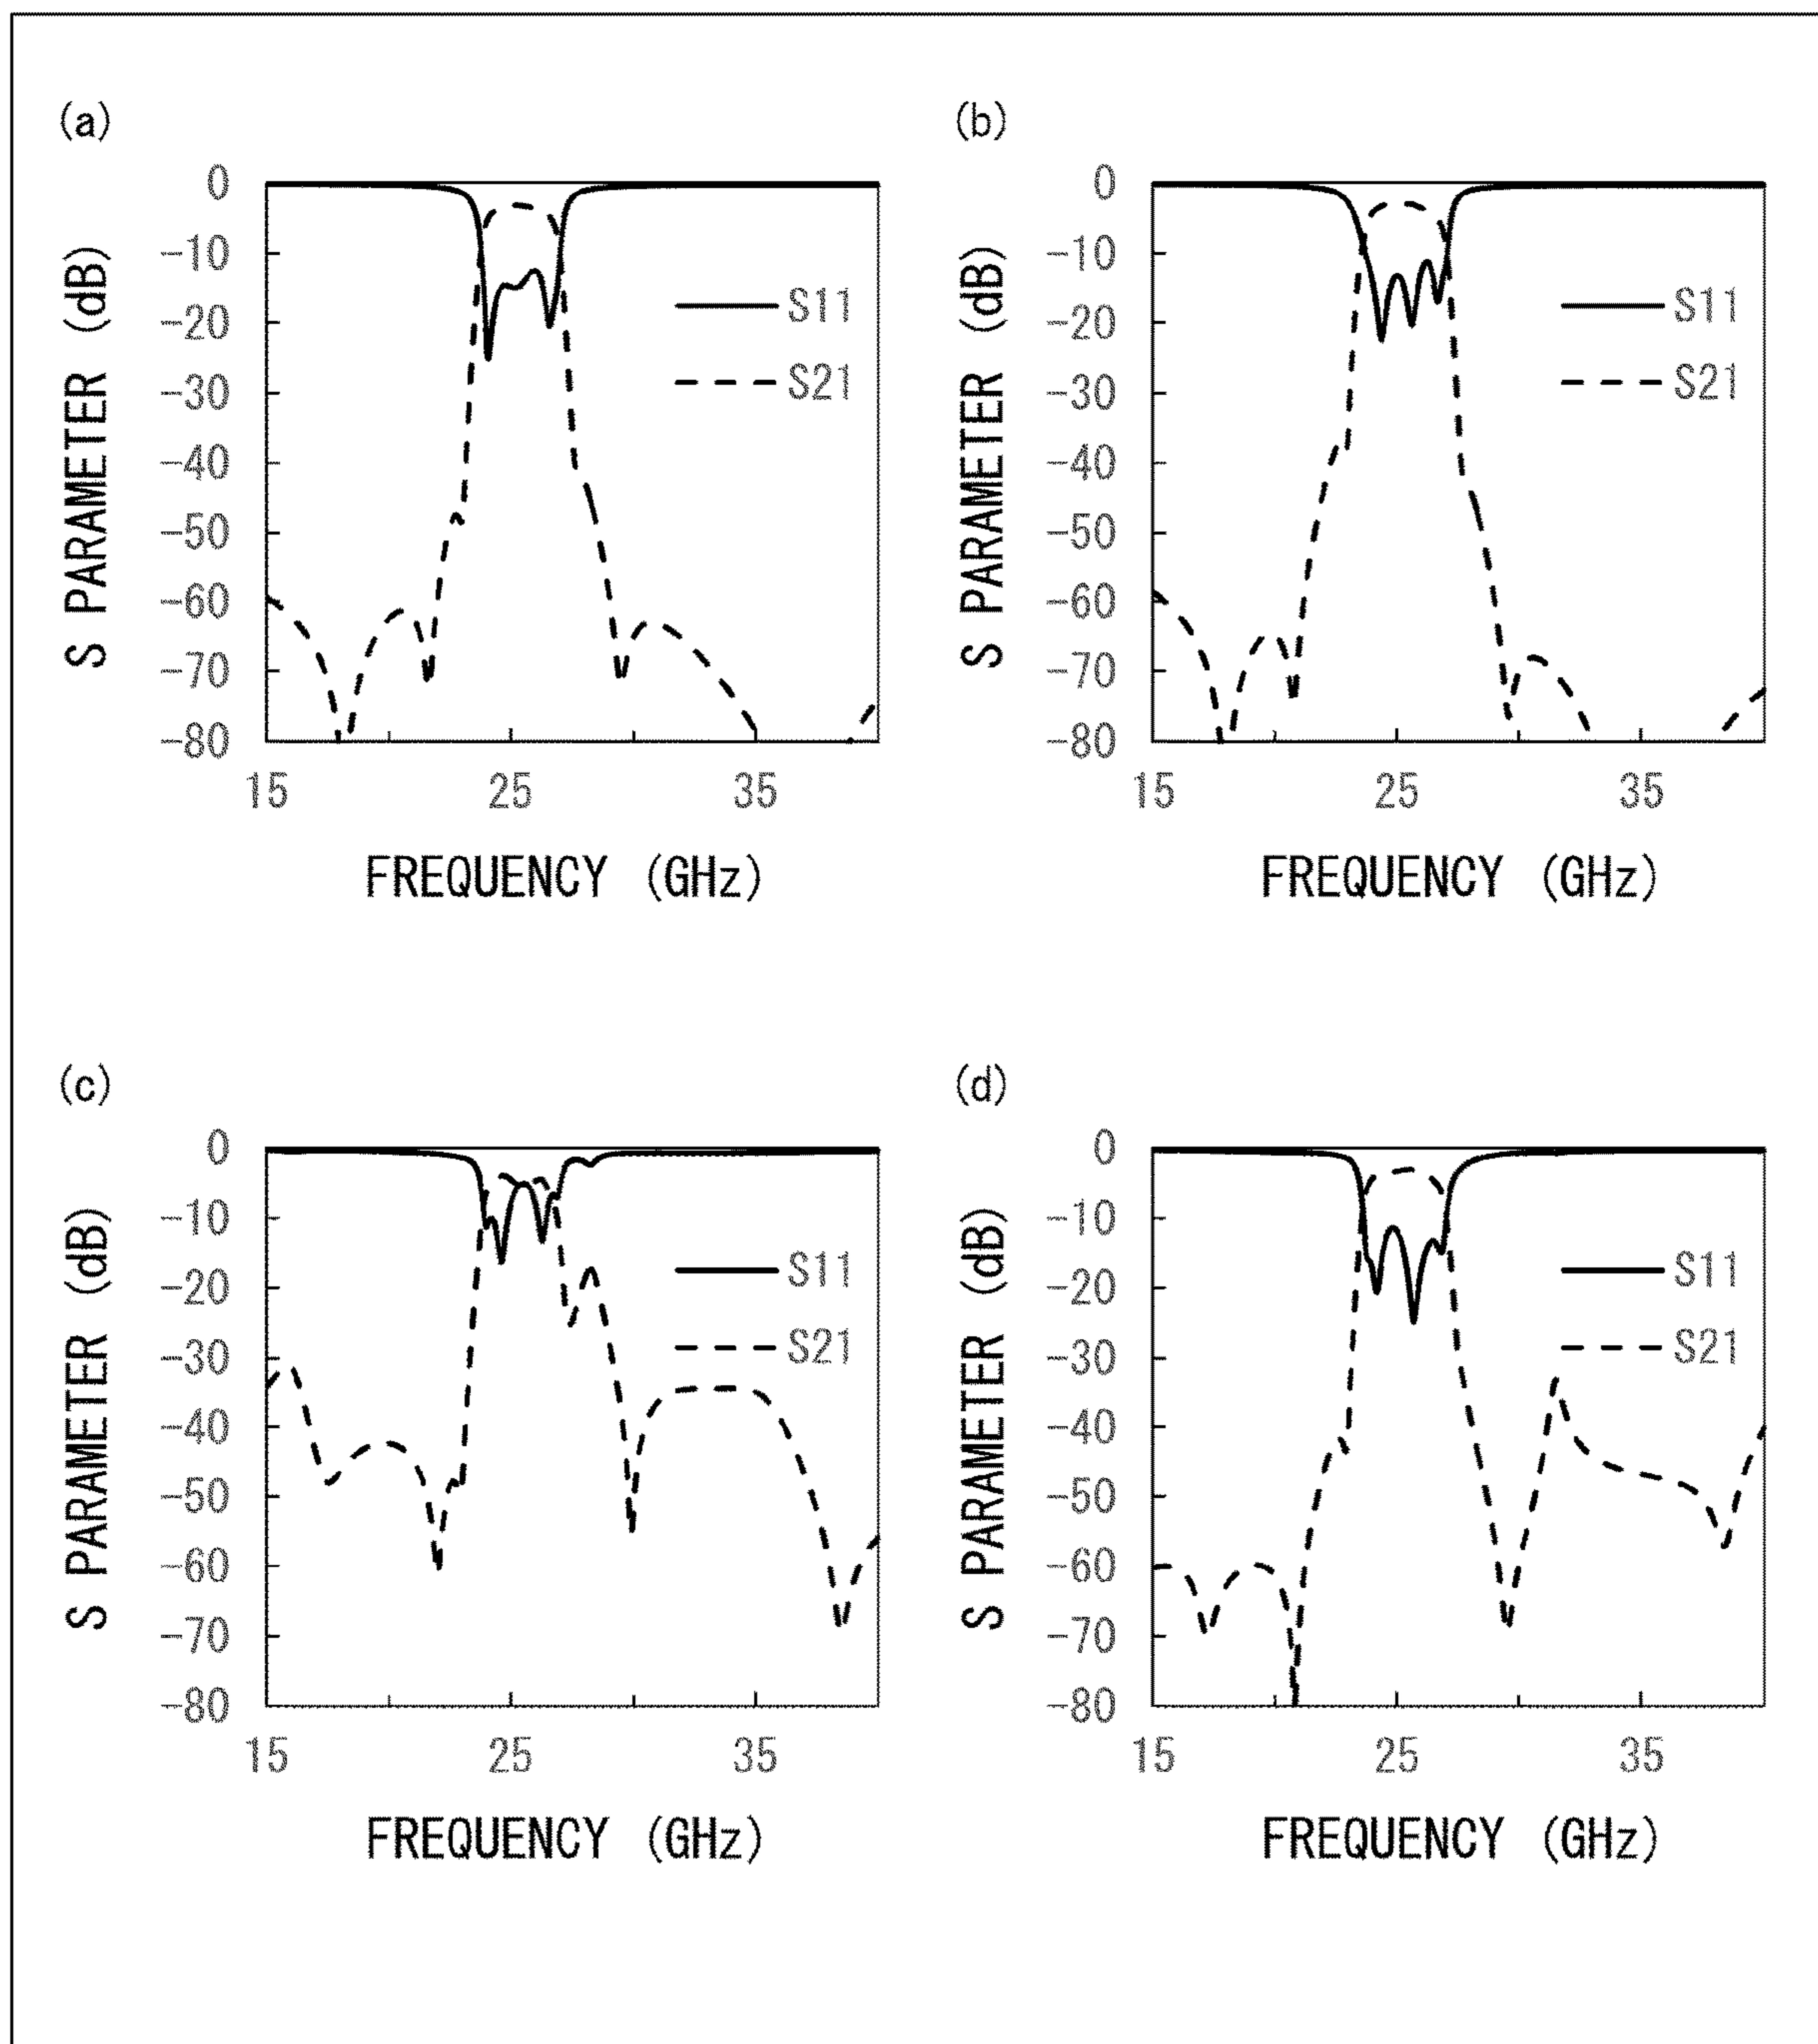 (a)
(b)
0
-10
-20
-30
-40
-50
-60
-70
-80
S PARAMETER (dB)
S11
S21
15 25 35
FREQUENCY (GHz)
0
-10
-20
-30
-40
-50
-60
-70
-80
S PARAMETER (dB)
S11
S21
15 25 35
FREQUENCY (GHz)
(c)
(d)
0
-10
-20
-30
-40
-50
-60
-70
-80
S PARAMETER (dB)
S11
S21
15 25 35
FREQUENCY (GHz)
0
-10
-20
-30
-40
-50
-60
-70
-80
S PARAMETER (dB)
S11
S21
15 25 35
FREQUENCY (GHz)